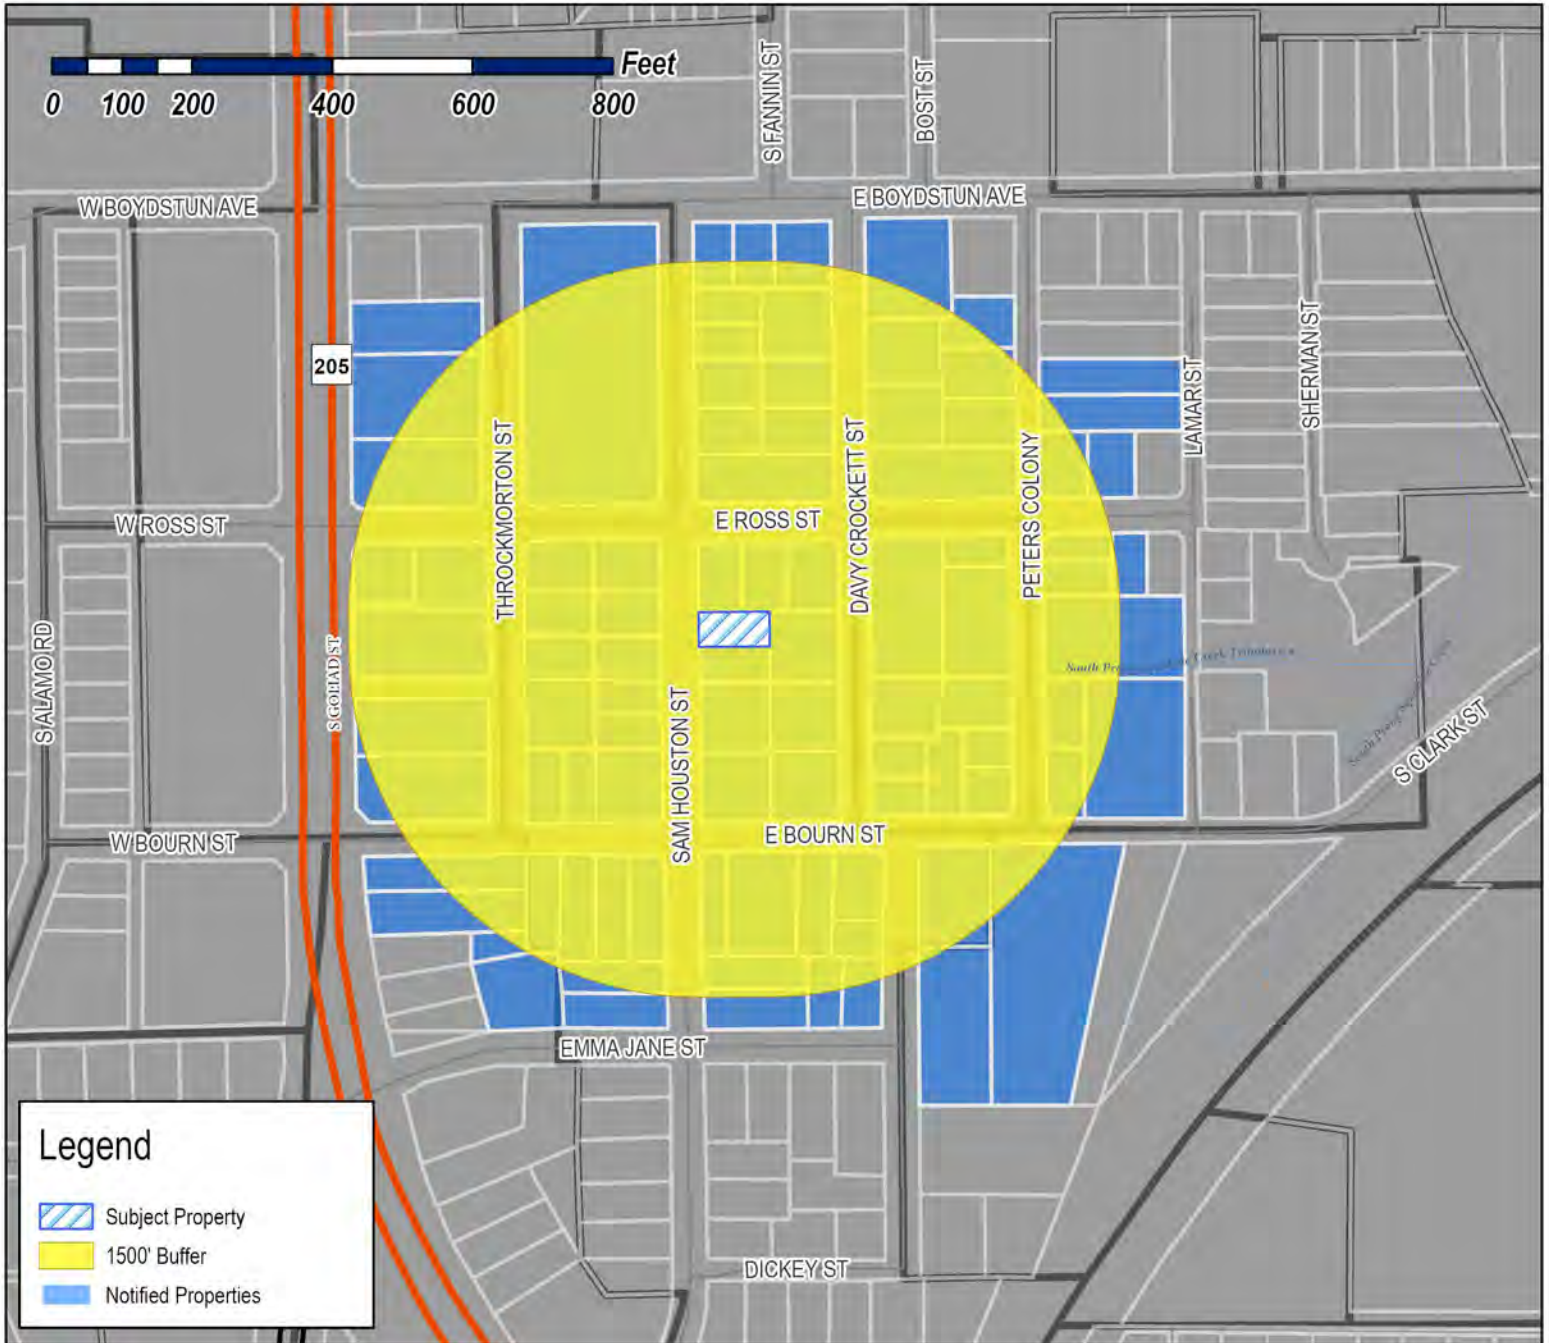 Feet
0 100 200 400 600 800
S FANNIN ST
BOST ST
W BOYDSTUN AVE
E BOYDSTUN AVE
205
THROCKMORTON ST
DAVY CROCKETT ST
PETERS COLONY
LAMAR ST
SHERMAN ST
W ROSS ST
E ROSS ST
S ALAMO RD
S GOLIAD ST
SAM HOUSTON ST
S CLARK ST
W BOURN ST
E BOURN ST
EMMA JANE ST
DICKEY ST
Legend
Subject Property
1500' Buffer
Notified Properties